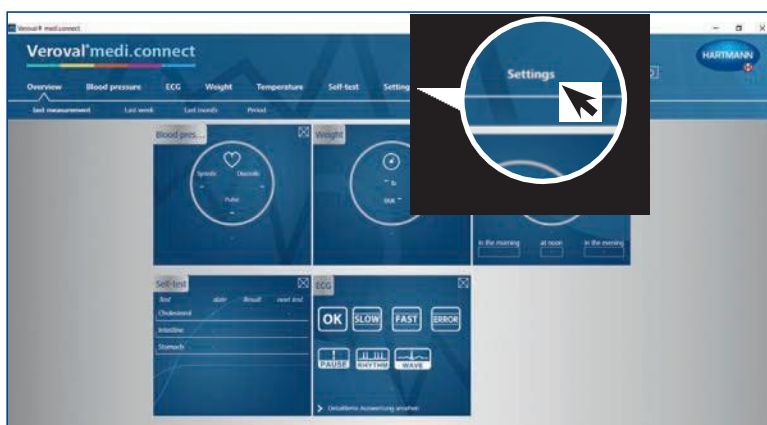 Veroval® medi.connect
Veroval®medi.connect
HARTMANN
Overview Blood pressure ECG Weight Temperature Self-test Setting
Settings
last measurement Last week Last month Period
Blood pres...
Systolic Diastolic
Pulse
Weight
in the morning at noon in the evening
Self-test
Test date Result next test
Cholesterol
Intestine
Stomach
ECG
OK SLOW FAST ERROR
PAUSE RHYTHM WAVE
Detaillierte Auswertung ansehen